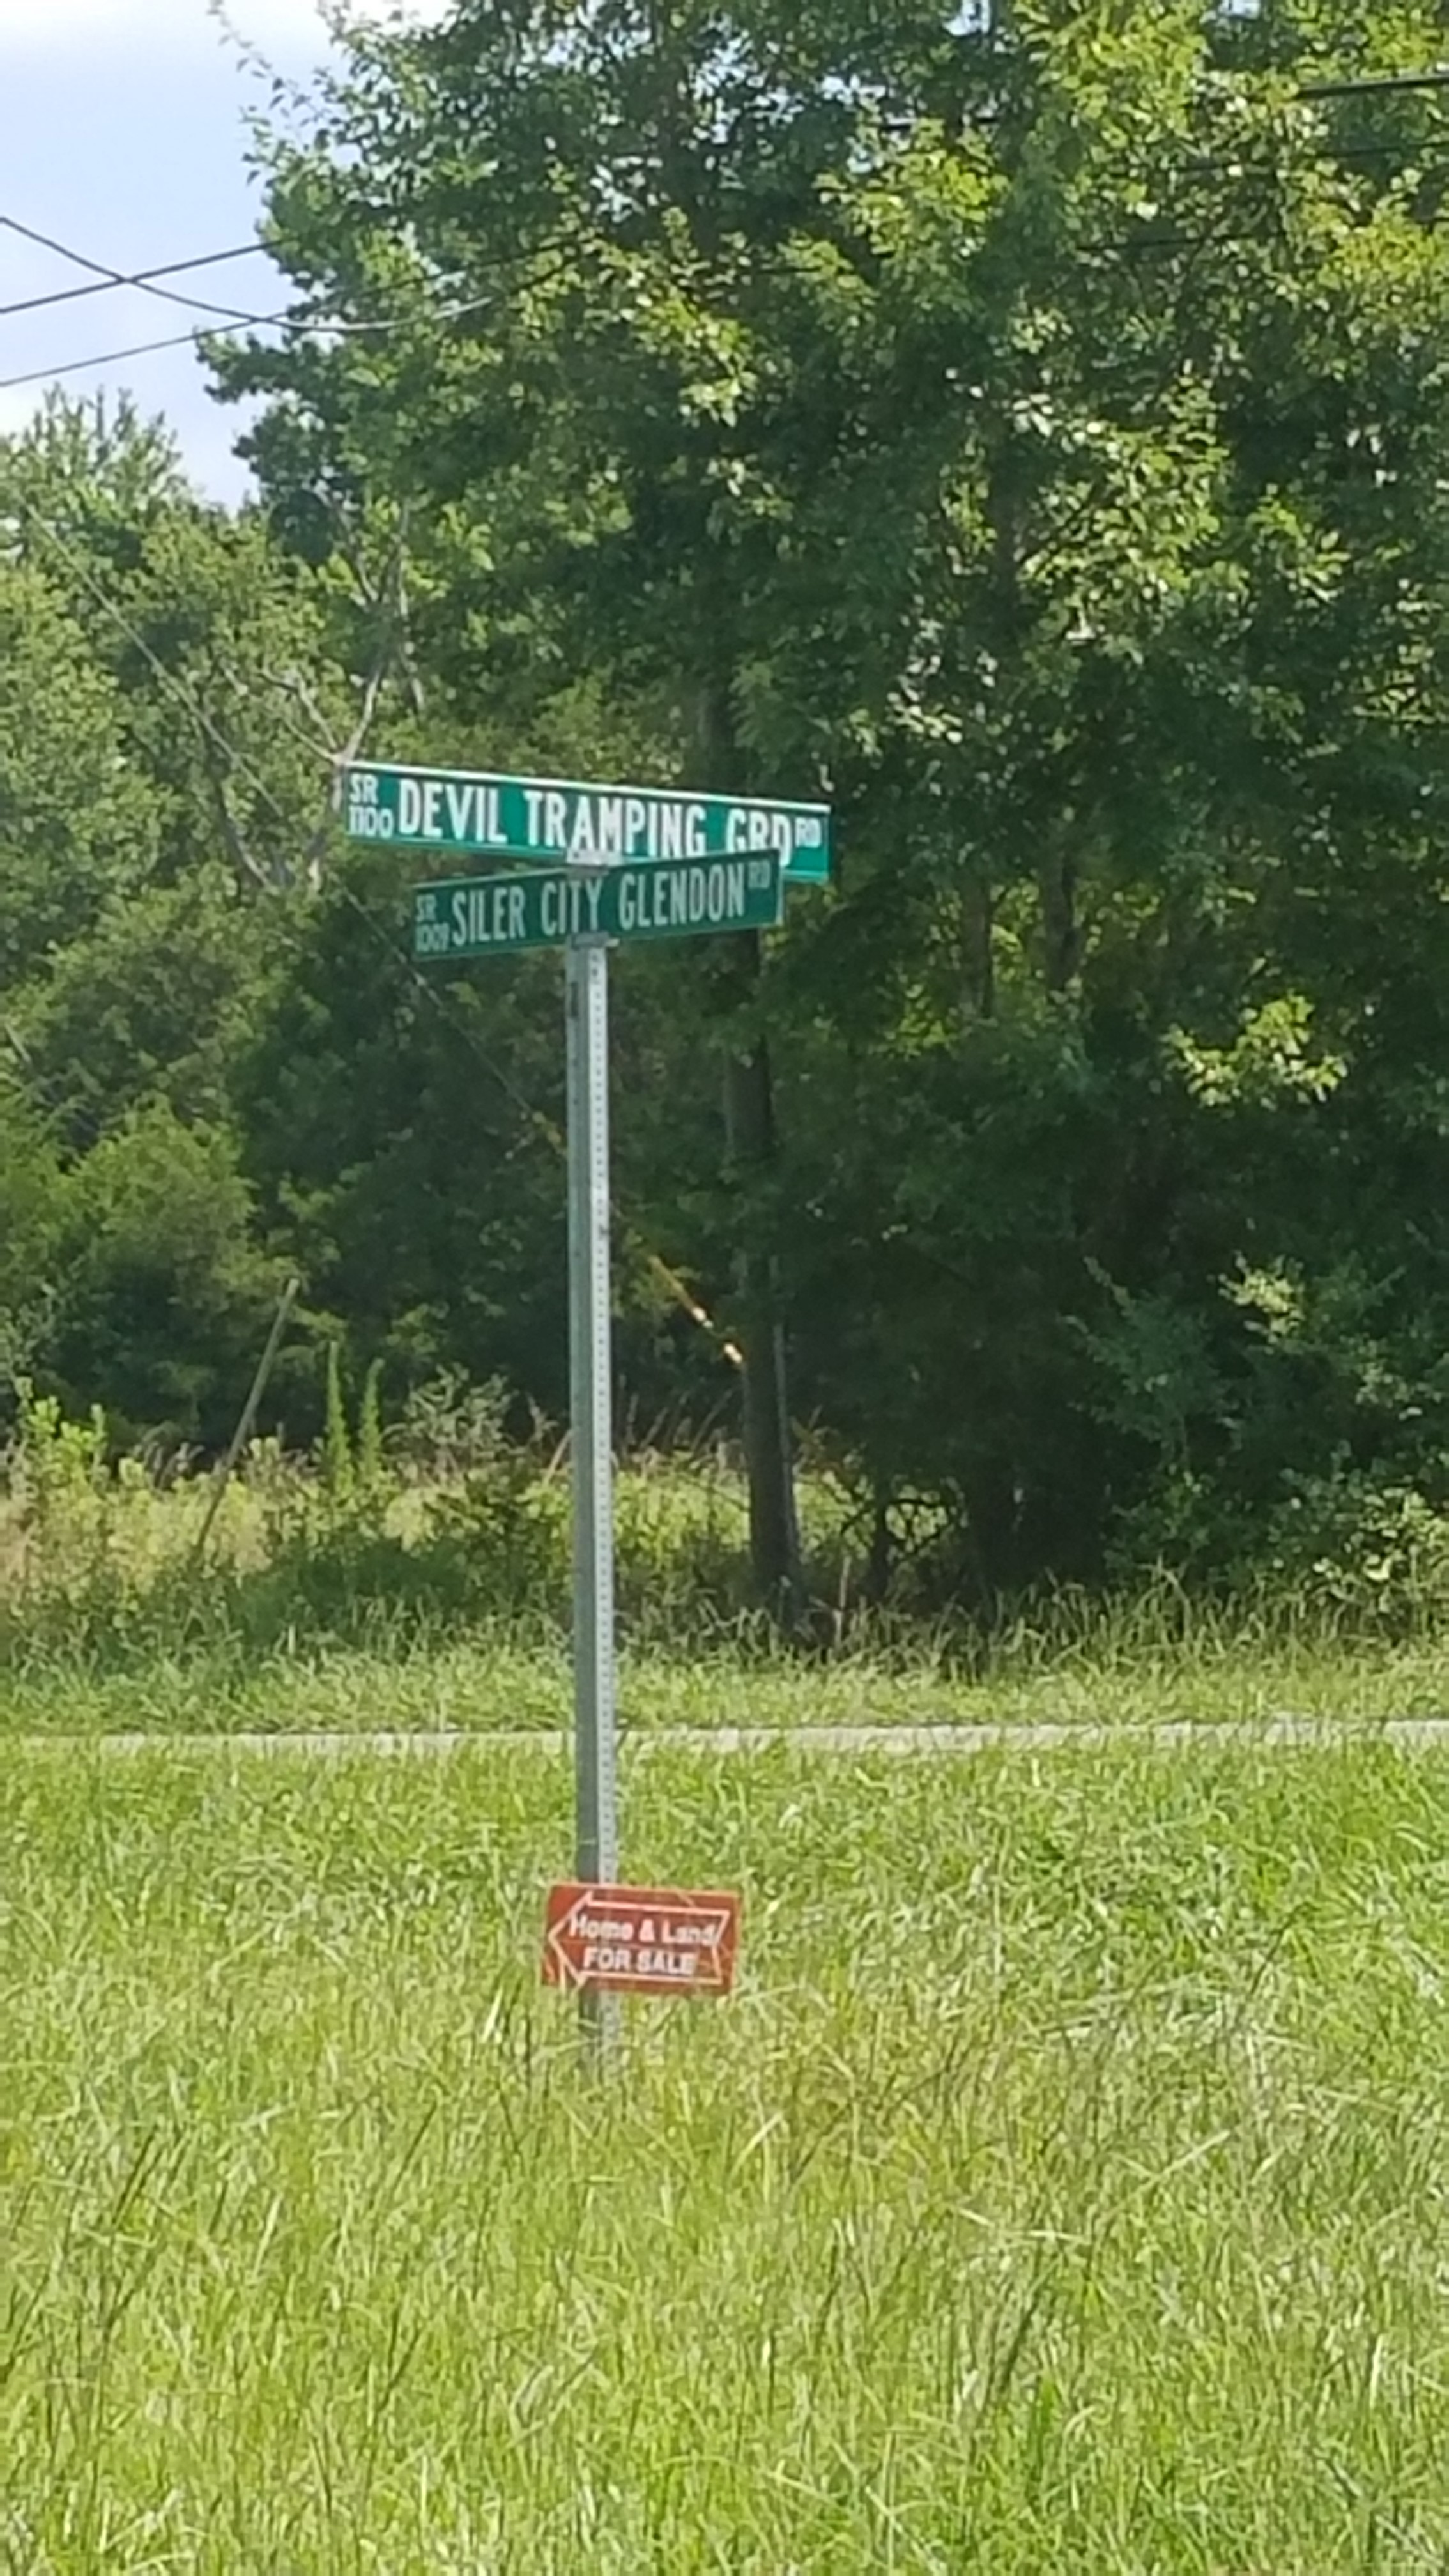 SR
1100 DEVIL TRAMPING GRD RD
SR
1009 SILER CITY GLENDON RD
Home & Land
FOR SALE